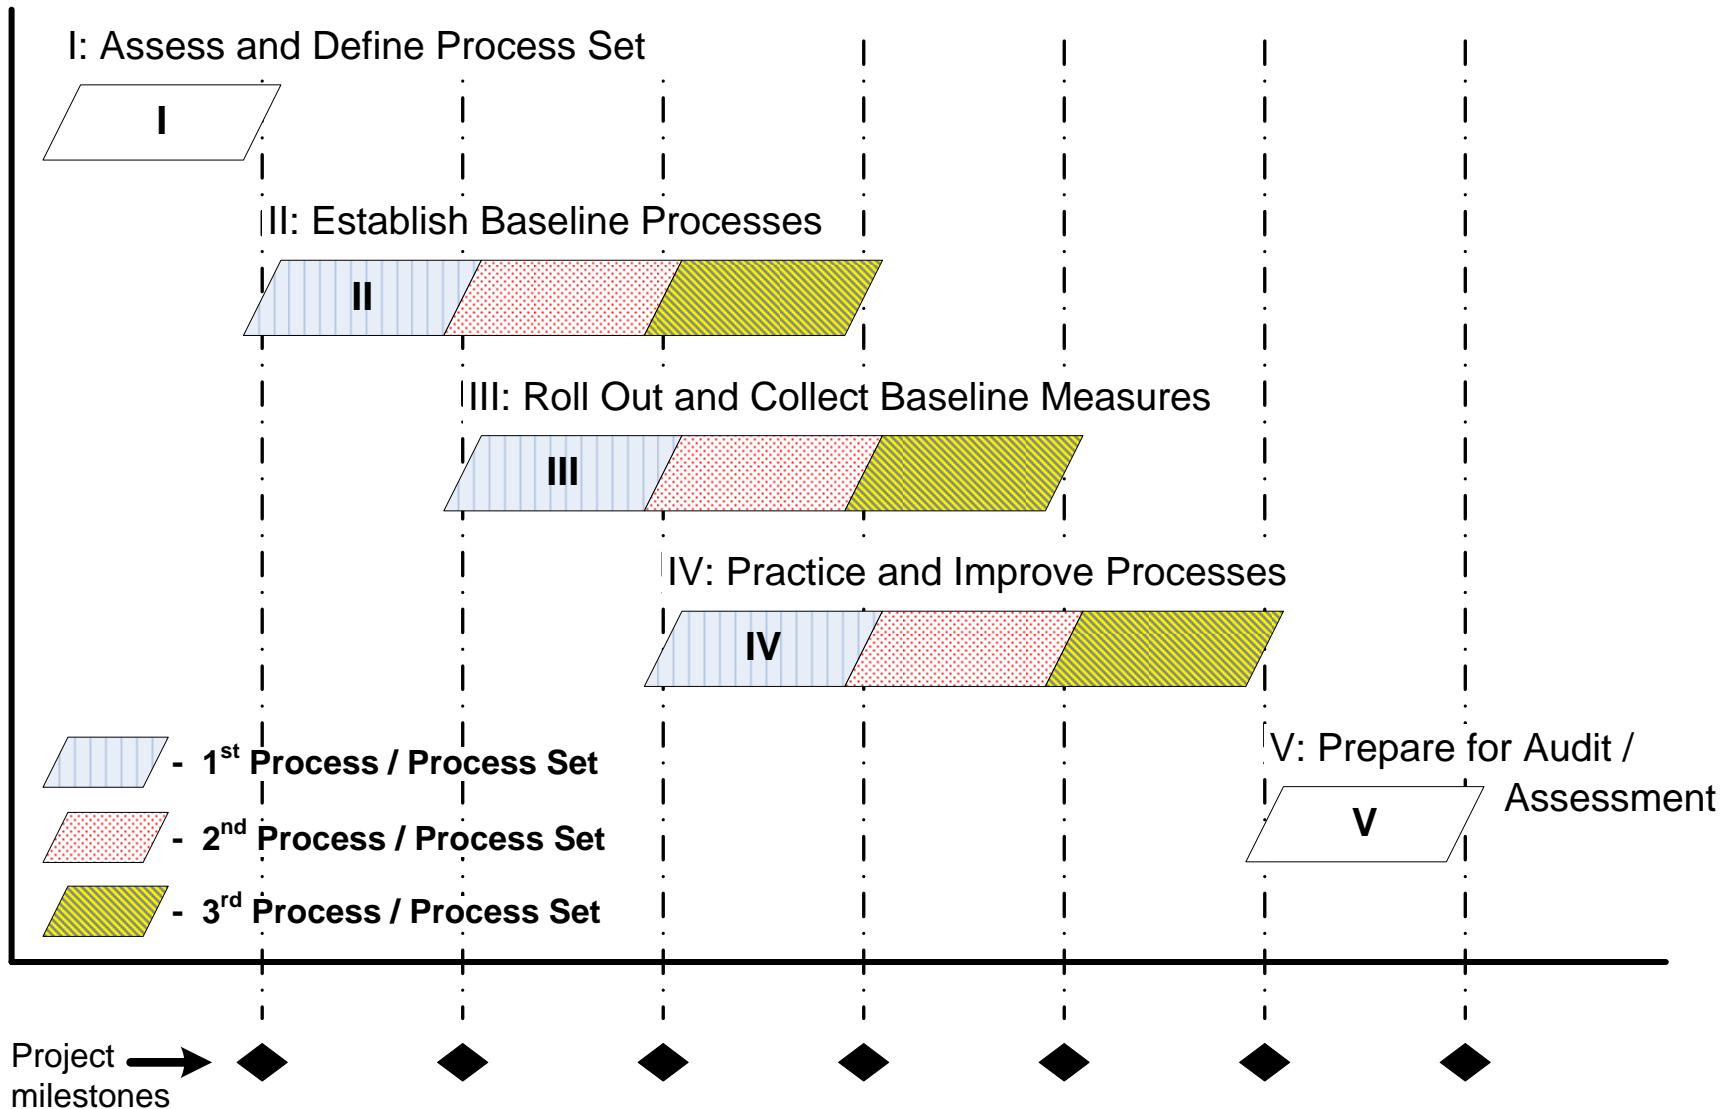 I: Assess and Define Process Set
I
II: Establish Baseline Processes
II
III: Roll Out and Collect Baseline Measures
III
IV: Practice and Improve Processes
IV
V: Prepare for Audit /
Assessment
V
- 1st Process / Process Set
- 2nd Process / Process Set
- 3rd Process / Process Set
Project
milestones